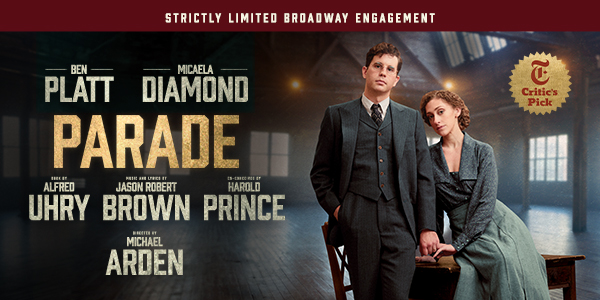 STRICTLY LIMITED BROADWAY ENGAGEMENT
BEN
PLATT
MICAELA
DIAMOND
PARADE
BOOK BY
ALFRED
UHRY
MUSIC AND LYRICS BY
JASON ROBERT
BROWN
CO-CONCEIVED BY
HAROLD
PRINCE
DIRECTED BY
MICHAEL
ARDEN
T
Critic's
Pick